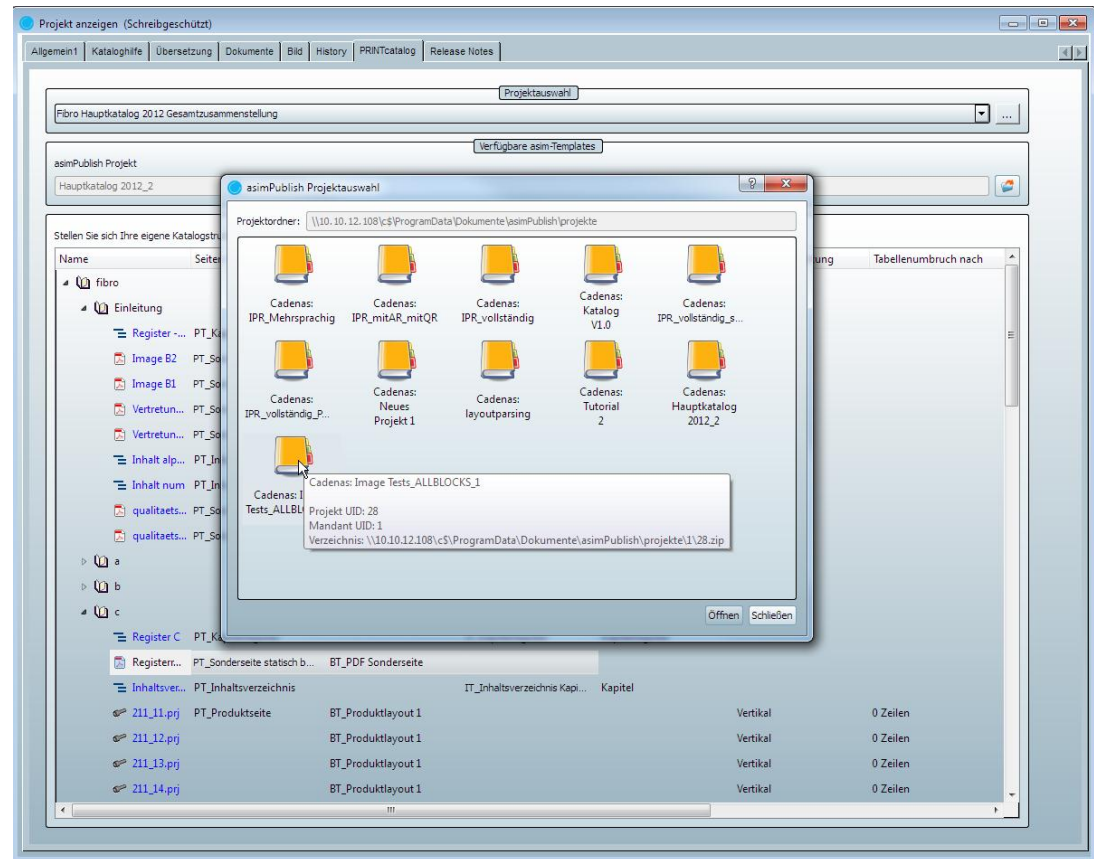 Projekt anzeigen (Schreibgeschützt)
Allgemein1 Kataloghilfe Übersetzung Dokumente Bild History PRINTcatalog Release Notes
Projektauswahl
Fibro Hauptkatalog 2012 Gesamtzusammenstellung ...
Verfügbare asim-Templates
asimPublish Projekt
Hauptkatalog 2012_2
asimPublish Projektauswahl
Projektordner: \\10.10.12.108\c$\ProgramData\Dokumente\asimPublish\projekte
Cadenas: IPR_Mehrsprachig
Cadenas: IPR_mitAR_mitQR
Cadenas: IPR_vollständig
Cadenas: Katalog V1.0
Cadenas: IPR_vollständig_s...
Cadenas: IPR_vollständig_P...
Cadenas: Neues Projekt 1
Cadenas: layoutparsing
Cadenas: Tutorial 2
Cadenas: Hauptkatalog 2012_2
Cadenas:
Cadenas: Image Tests_ALLBLOCKS_1
Projekt UID: 28
Mandant UID: 1
Verzeichnis: \\10.10.12.108\c$\ProgramData\Dokumente\asimPublish\projekte\1\28.zip
Öffnen Schließen
Stellen Sie sich Ihre eigene
Name Tabellenumbruch nach
fibro
Einleitung
Register -...
Image B2
Image B1
Vertretun...
Vertretun...
Inhalt alp...
Inhalt num
qualitaets...
qualitaets...
a
b
c
Register C
Registerr... PT_Sonderseite statisch b... BT_PDF Sonderseite
Inhaltsver... PT_Inhaltsverzeichnis IT_Inhaltsverzeichnis Kapi... Kapitel
211_11.prj PT_Produktseite BT_Produktlayout 1 Vertikal 0 Zeilen
211_12.prj BT_Produktlayout 1 Vertikal 0 Zeilen
211_13.prj BT_Produktlayout 1 Vertikal 0 Zeilen
211_14.prj BT_Produktlayout 1 Vertikal 0 Zeilen